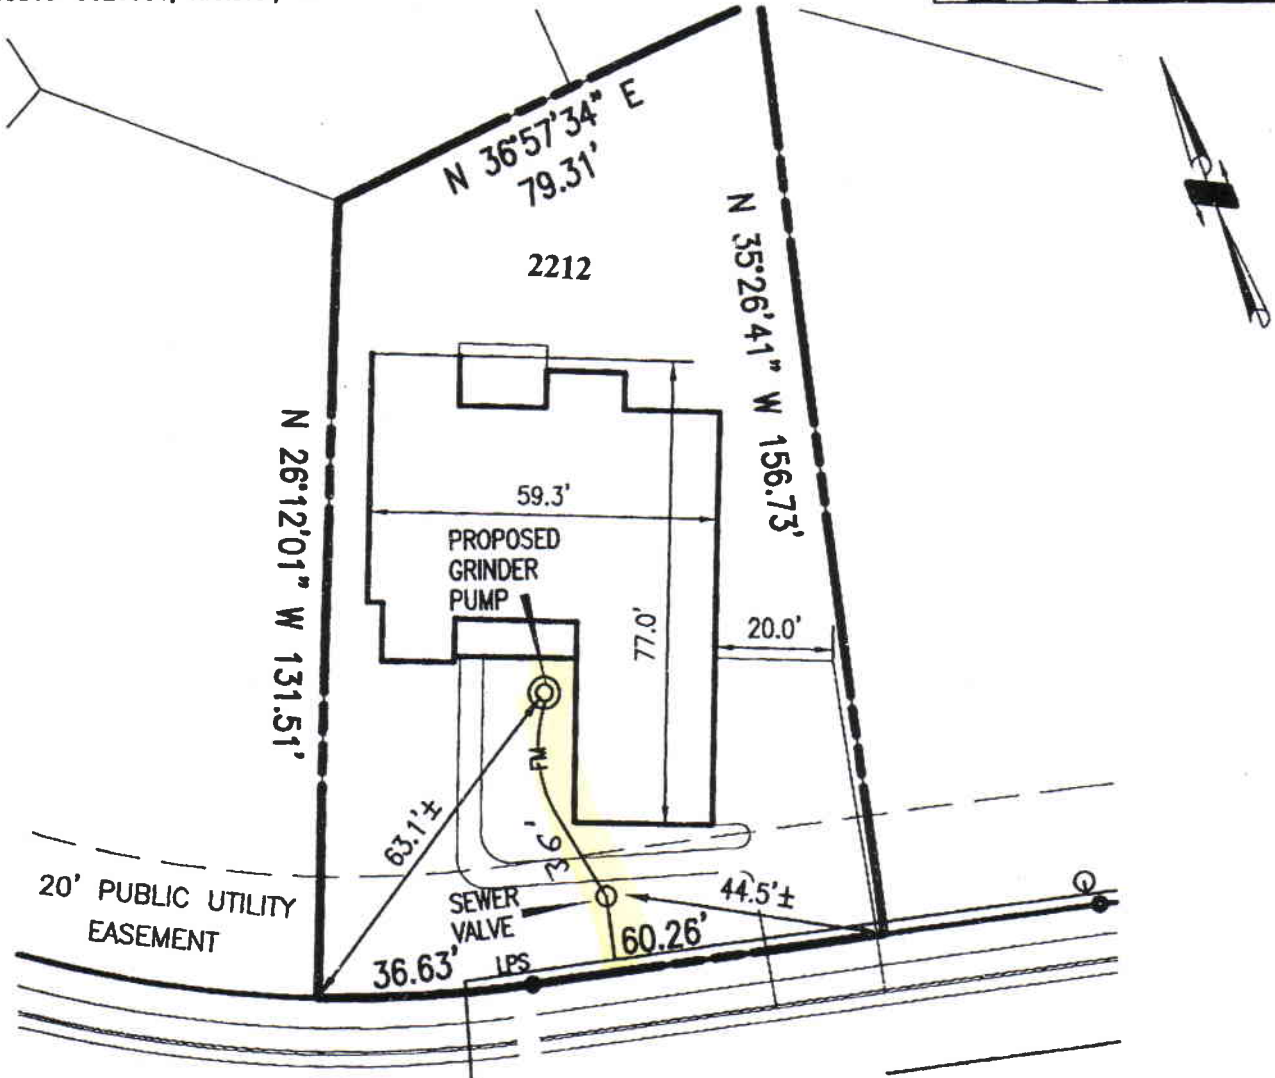 N 36°57'34" E
79.31'
2212
N 35°26'41" W 156.73'
N 26°12'01" W 131.51'
59.3'
PROPOSED
GRINDER
PUMP
77.0'
20.0'
FM
63.1'±
36'
20' PUBLIC UTILITY
EASEMENT
SEWER
VALVE
44.5'±
60.26'
36.63'
LPS